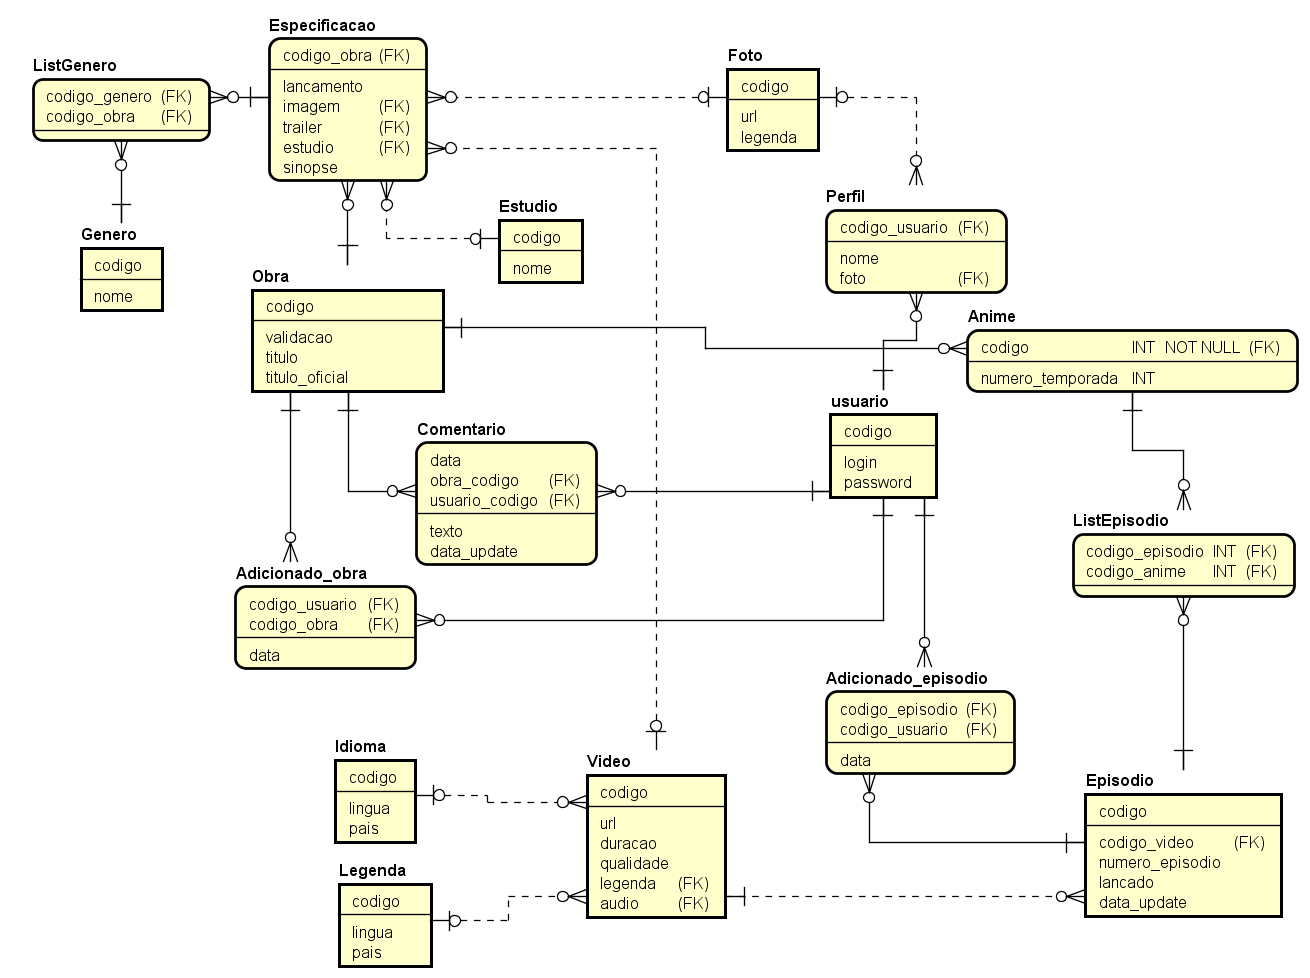 Especificacao
codigo_obra (FK)
lancamento
imagem (FK)
trailer (FK)
estudio (FK)
sinopse
ListGenero
codigo_genero (FK)
codigo_obra (FK)
Foto
codigo
url
legenda
Perfil
codigo_usuario (FK)
nome
foto (FK)
Estudio
codigo
nome
Genero
codigo
nome
Obra
codigo
validacao
titulo
titulo_oficial
Anime
codigo INT NOT NULL (FK)
numero_temporada INT
usuario
codigo
login
password
Comentario
data
obra_codigo (FK)
usuario_codigo (FK)
texto
data_update
ListEpisodio
codigo_episodio INT (FK)
codigo_anime INT (FK)
Adicionado_obra
codigo_usuario (FK)
codigo_obra (FK)
data
Adicionado_episodio
codigo_episodio (FK)
codigo_usuario (FK)
data
Idioma
codigo
lingua
pais
Video
codigo
url
duracao
qualidade
legenda (FK)
audio (FK)
Episodio
codigo
codigo_video (FK)
numero_episodio
lancado
data_update
Legenda
codigo
lingua
pais